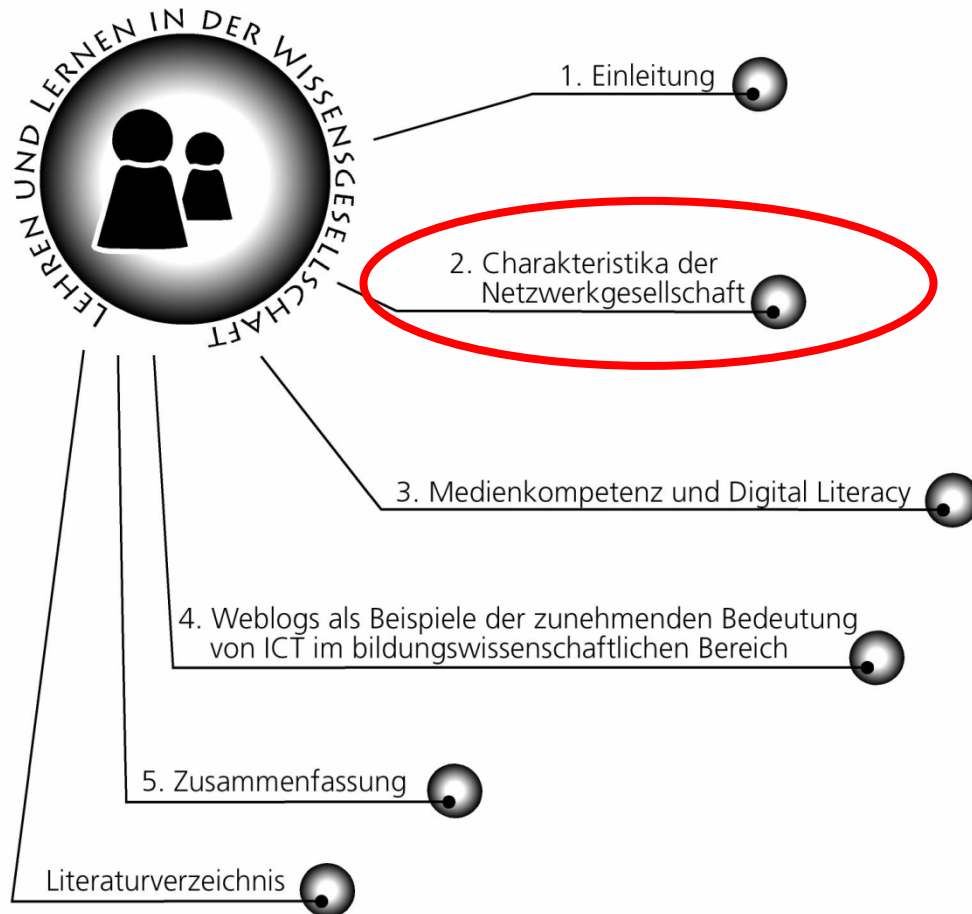 LEHREN UND LERNEN IN DER WISSENSGESELLSCHAFT
1. Einleitung
2. Charakteristika der
Netzwerkgesellschaft
3. Medienkompetenz und Digital Literacy
4. Weblogs als Beispiele der zunehmenden Bedeutung
von ICT im bildungswissenschaftlichen Bereich
5. Zusammenfassung
Literaturverzeichnis